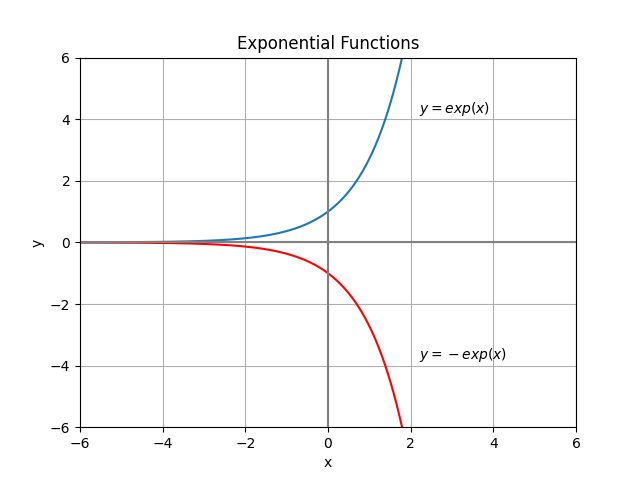 Exponential Functions
6
y = exp(x)
4
2
y
0
−2
y = − exp(x)
−4
−6
−6 −4 −2 0 2 4 6
x